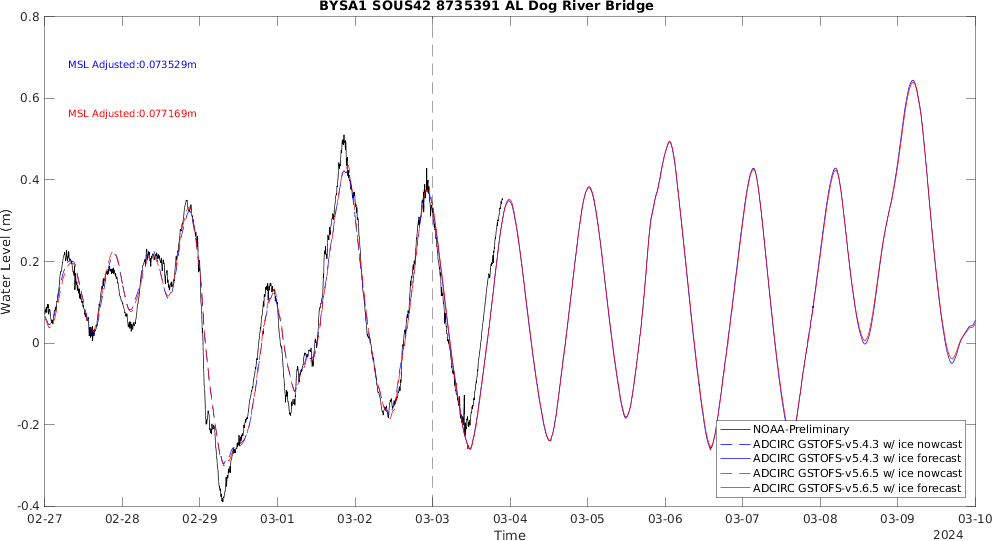 BYSA1 SOUS42 8735391 AL Dog River Bridge
0.8
0.6
0.4
0.2
0
-0.2
-0.4
Water Level (m)
MSL Adjusted:0.073529m
MSL Adjusted:0.077169m
NOAA-Preliminary
ADCIRC GSTOFS-v5.4.3 w/ ice nowcast
ADCIRC GSTOFS-v5.4.3 w/ ice forecast
ADCIRC GSTOFS-v5.6.5 w/ ice nowcast
ADCIRC GSTOFS-v5.6.5 w/ ice forecast
02-27 02-28 02-29 03-01 03-02 03-03 03-04 03-05 03-06 03-07 03-08 03-09 03-10
Time
2024